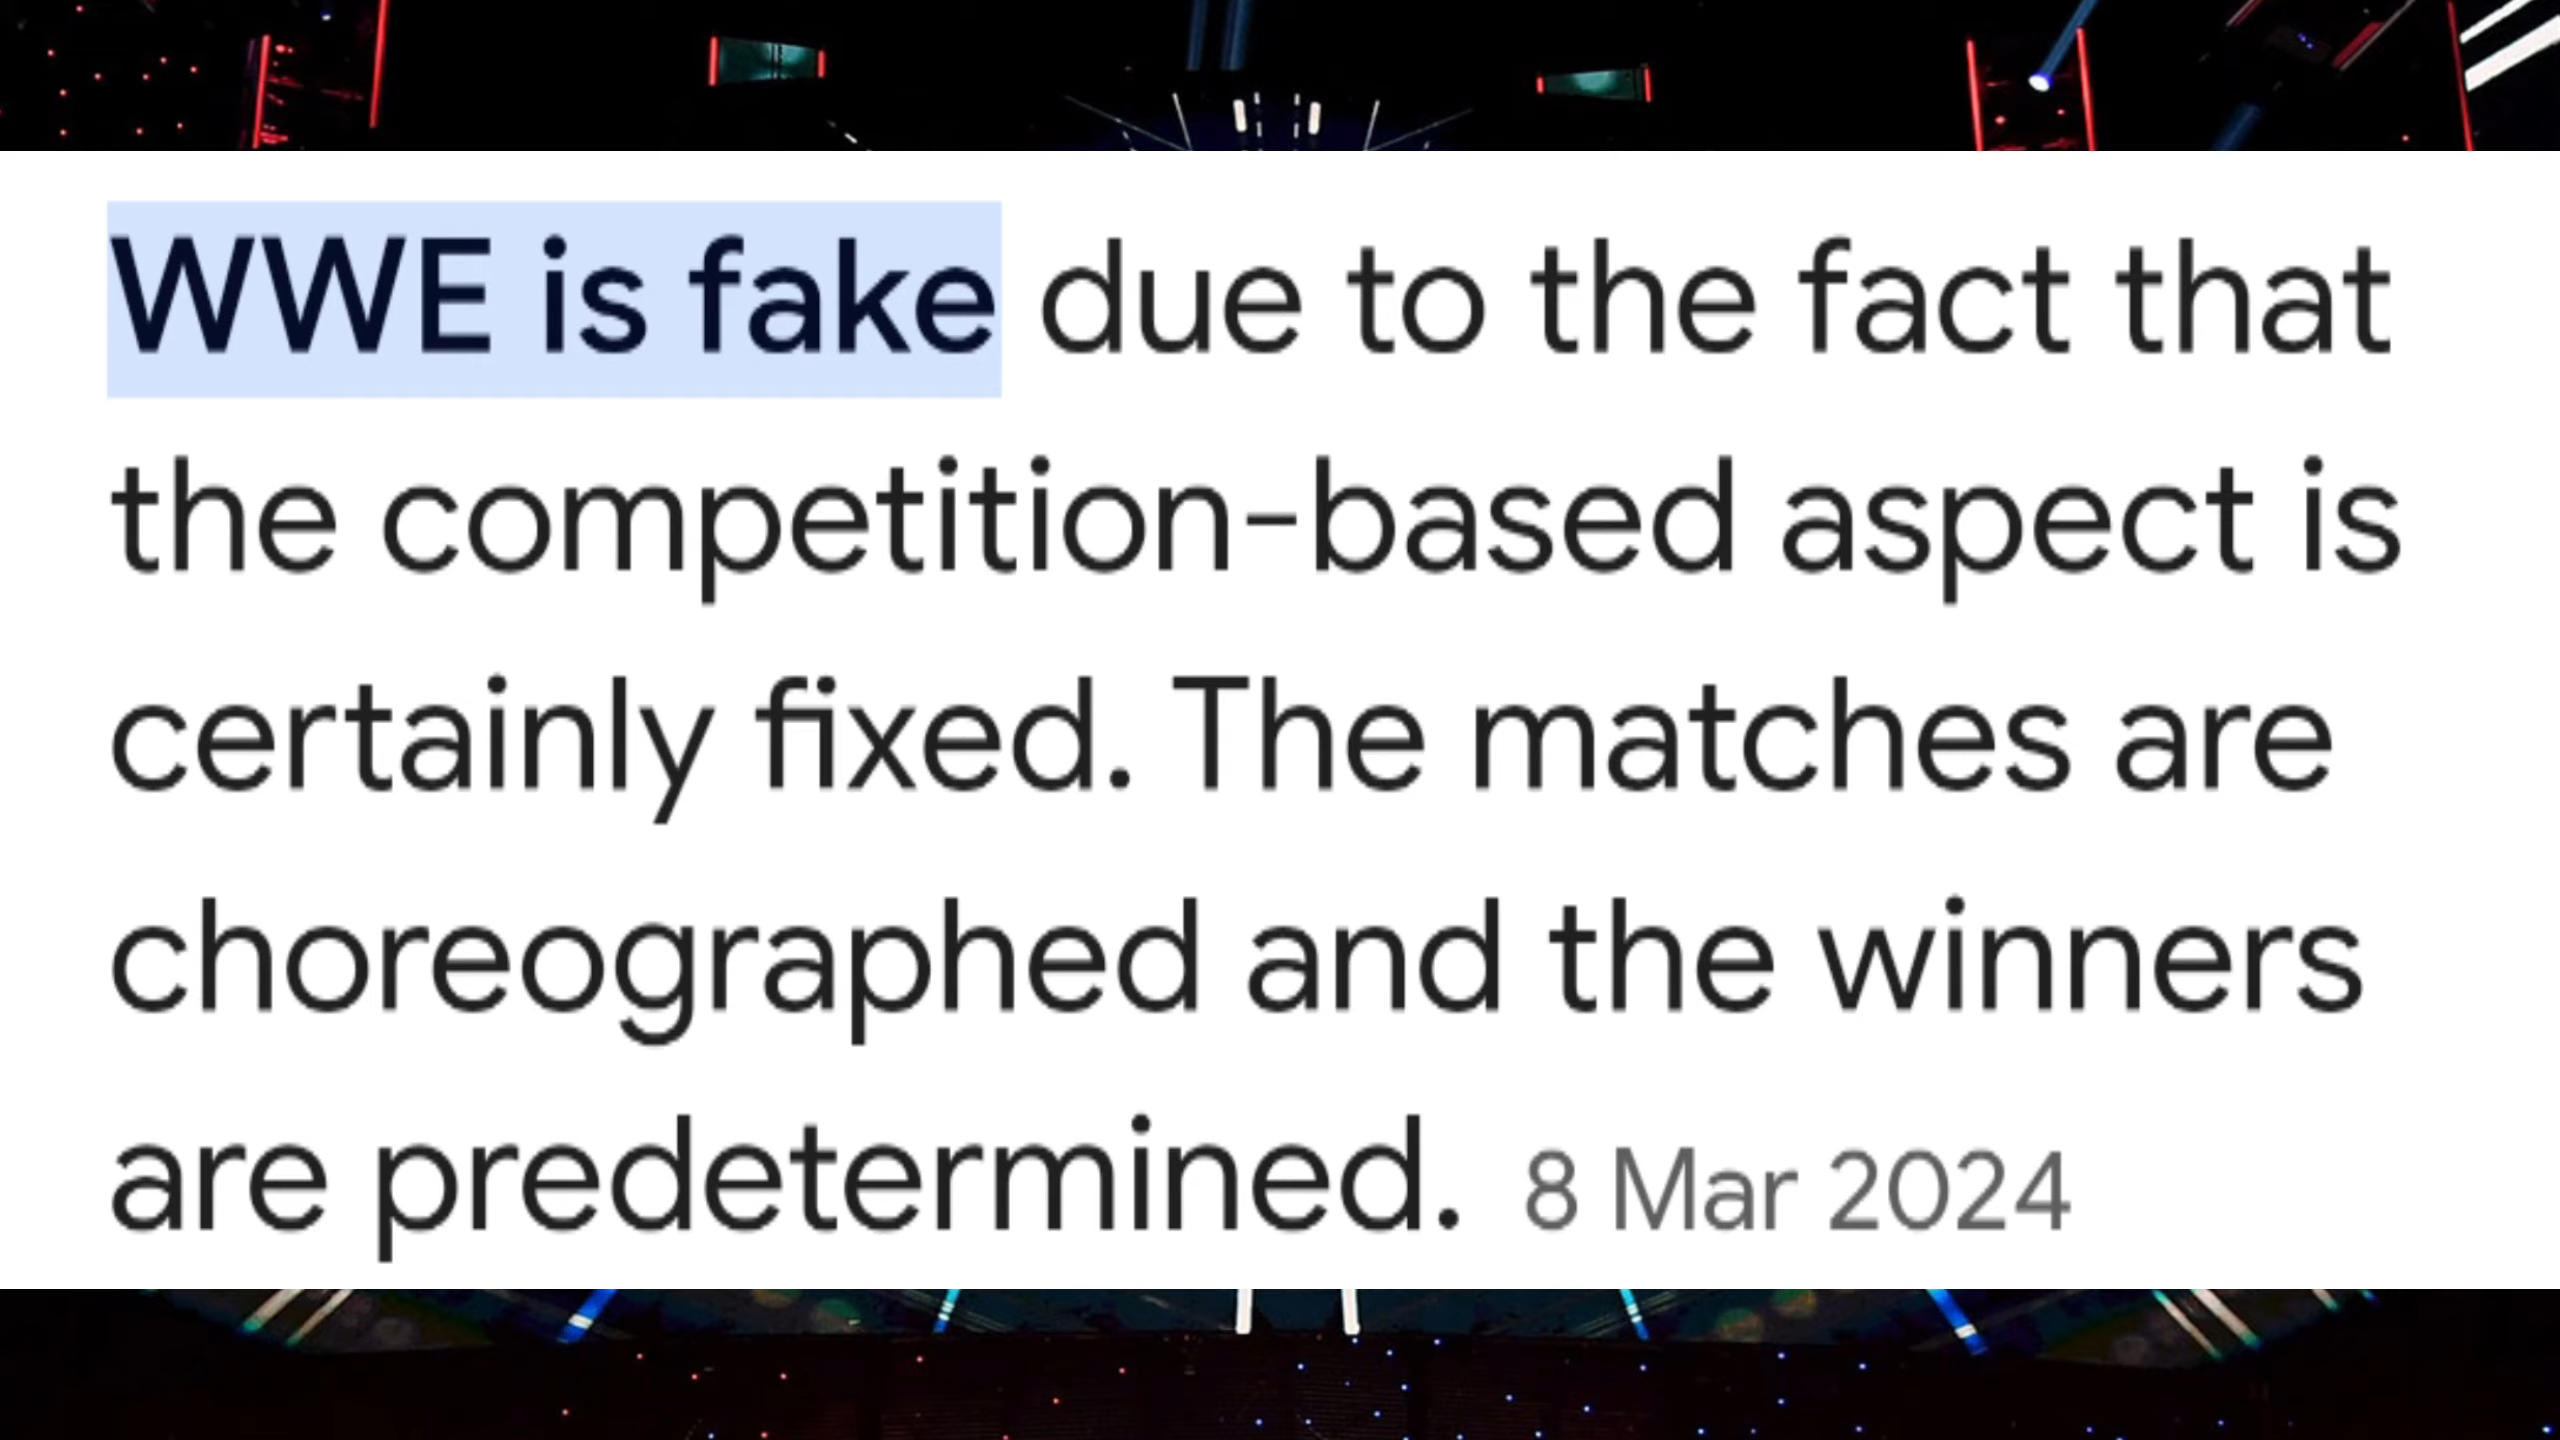 WWE is fake due to the fact that
the competition-based aspect is
certainly fixed. The matches are
choreographed and the winners
are predetermined. 8 Mar 2024